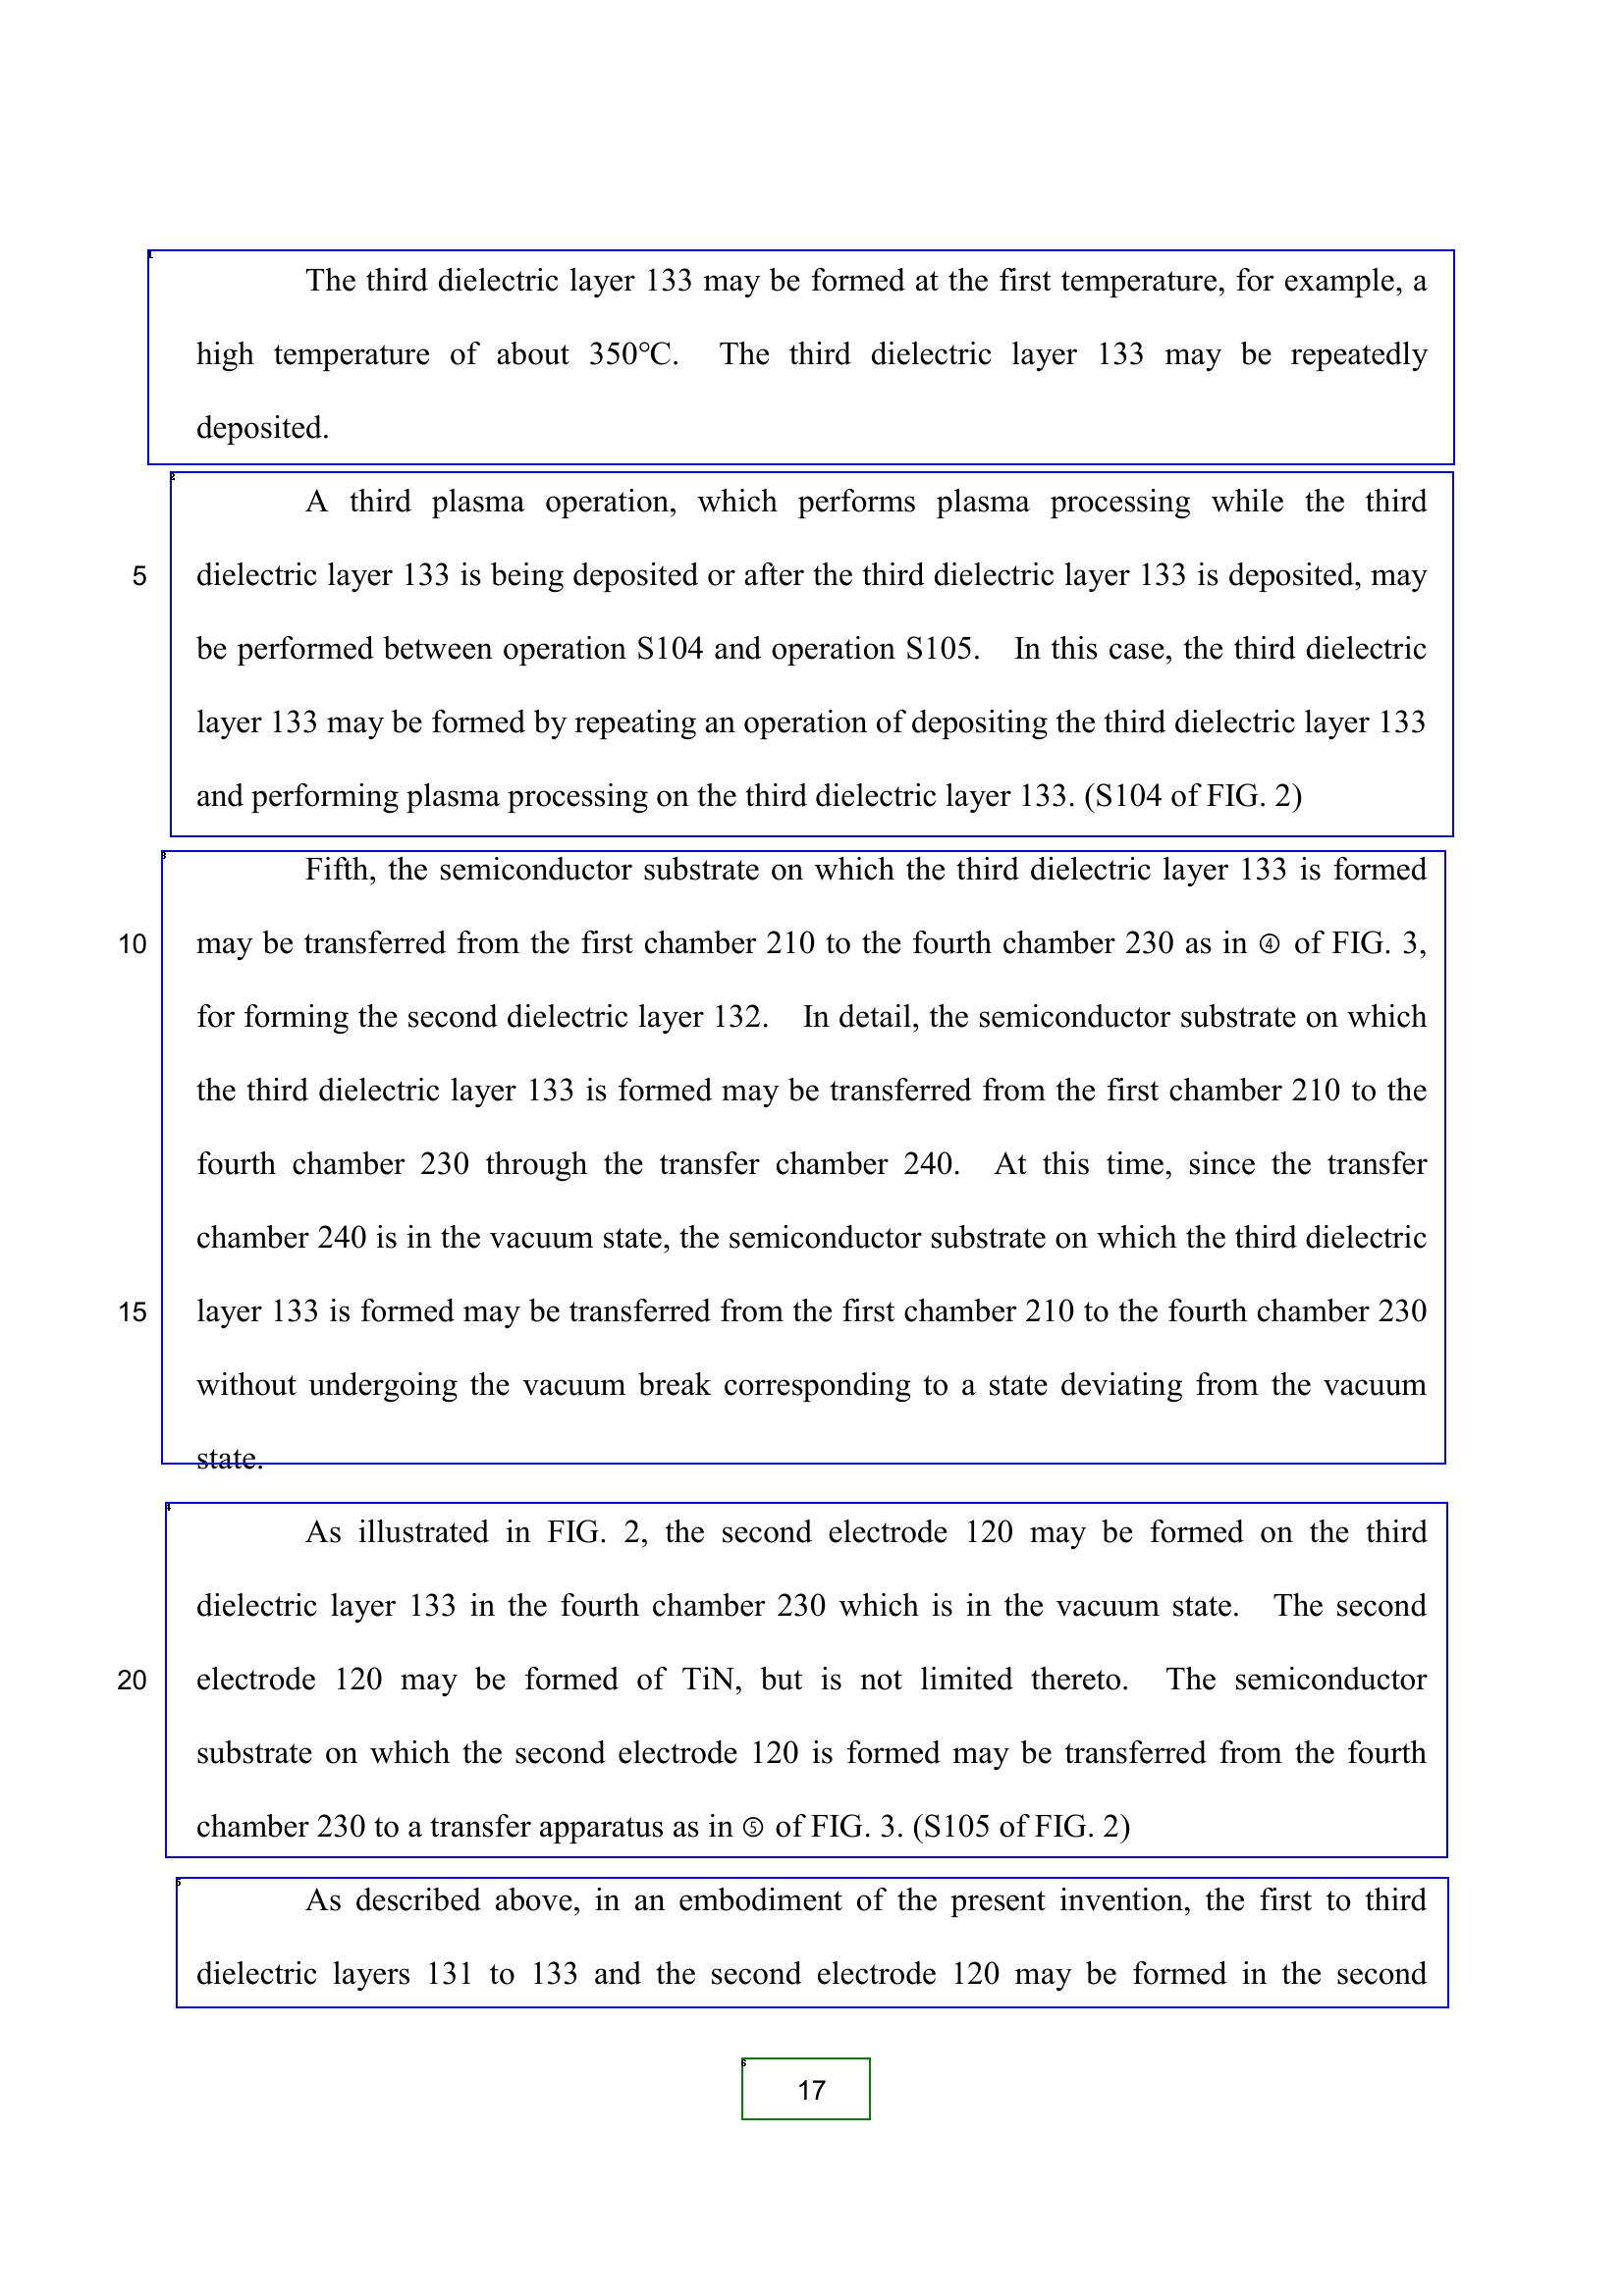 The third dielectric layer 133 may be formed at the first temperature, for example, a
high temperature of about 350℃. The third dielectric layer 133 may be repeatedly
deposited.
A third plasma operation, which performs plasma processing while the third
5 dielectric layer 133 is being deposited or after the third dielectric layer 133 is deposited, may
be performed between operation S104 and operation S105. In this case, the third dielectric
layer 133 may be formed by repeating an operation of depositing the third dielectric layer 133
and performing plasma processing on the third dielectric layer 133. (S104 of FIG. 2)
Fifth, the semiconductor substrate on which the third dielectric layer 133 is formed
10 may be transferred from the first chamber 210 to the fourth chamber 230 as in ④ of FIG. 3,
for forming the second dielectric layer 132. In detail, the semiconductor substrate on which
the third dielectric layer 133 is formed may be transferred from the first chamber 210 to the
fourth chamber 230 through the transfer chamber 240. At this time, since the transfer
chamber 240 is in the vacuum state, the semiconductor substrate on which the third dielectric
15 layer 133 is formed may be transferred from the first chamber 210 to the fourth chamber 230
without undergoing the vacuum break corresponding to a state deviating from the vacuum
state.
As illustrated in FIG. 2, the second electrode 120 may be formed on the third
dielectric layer 133 in the fourth chamber 230 which is in the vacuum state. The second
20 electrode 120 may be formed of TiN, but is not limited thereto. The semiconductor
substrate on which the second electrode 120 is formed may be transferred from the fourth
chamber 230 to a transfer apparatus as in ⑤ of FIG. 3. (S105 of FIG. 2)
As described above, in an embodiment of the present invention, the first to third
dielectric layers 131 to 133 and the second electrode 120 may be formed in the second
17